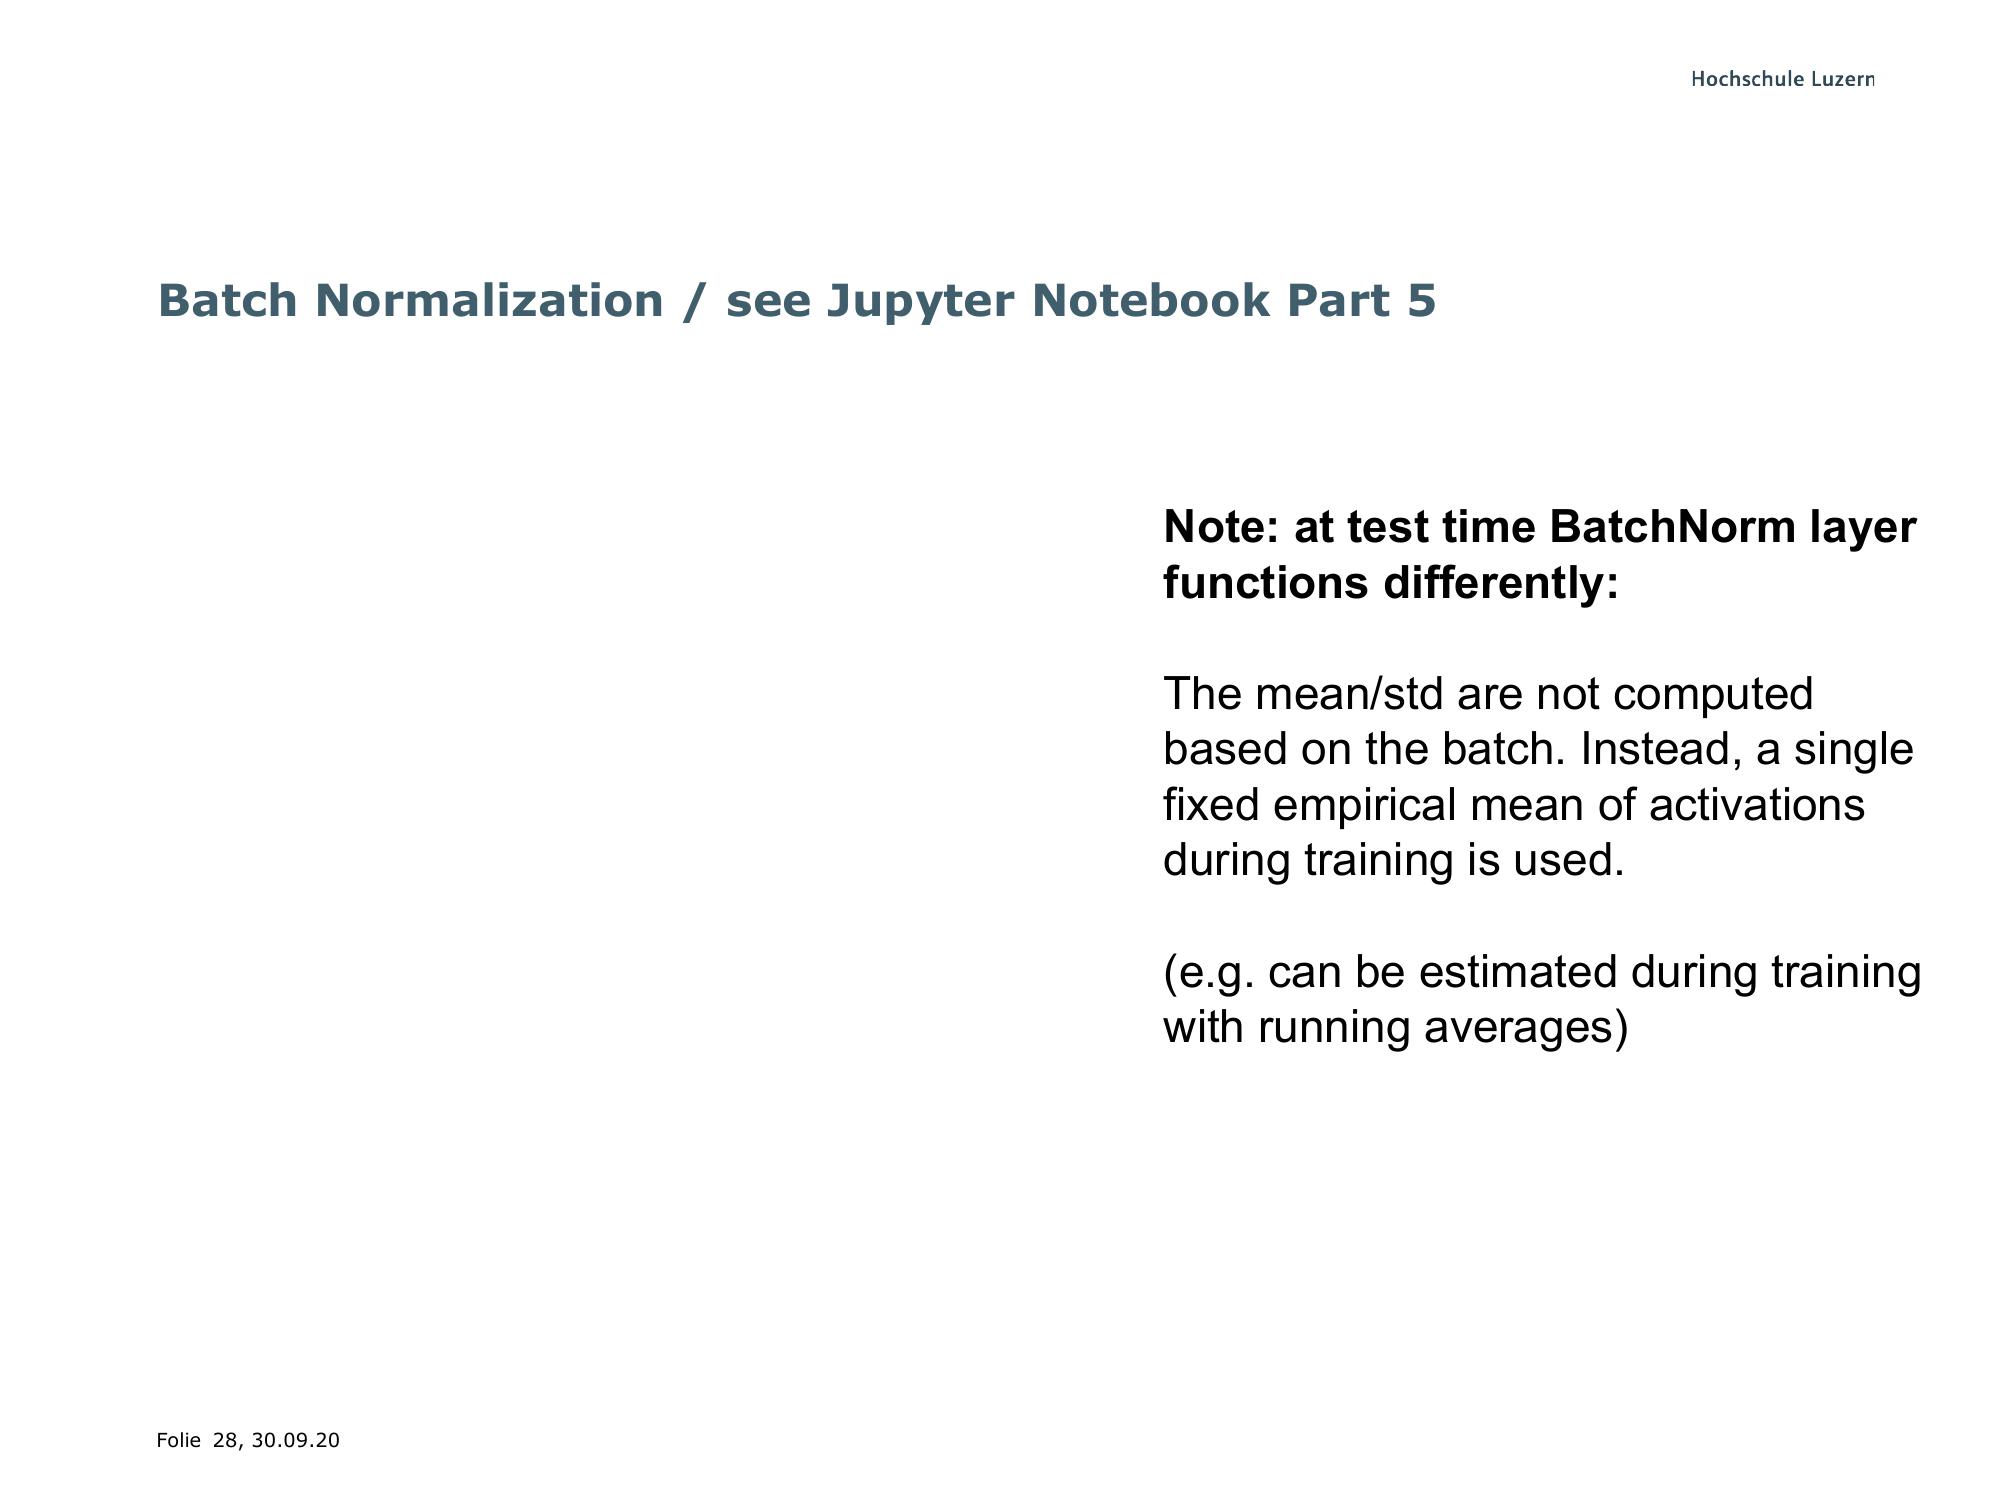 Hochschule Luzern
Batch Normalization / see Jupyter Notebook Part 5
Note: at test time BatchNorm layer
functions differently:
The mean/std are not computed
based on the batch. Instead, a single
fixed empirical mean of activations
during training is used.
(e.g. can be estimated during training
with running averages)
Folie 28, 30.09.20